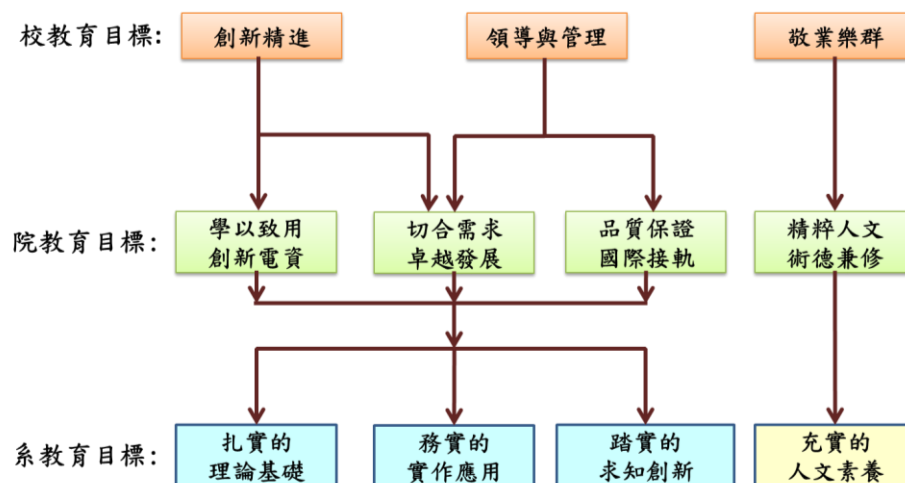 校教育目標:
創新精進
領導與管理
敬業樂群
院教育目標:
學以致用
創新電資
切合需求
卓越發展
品質保證
國際接軌
精粹人文
術德兼修
系教育目標:
扎實的
理論基礎
務實的
實作應用
踏實的
求知創新
充實的
人文素養